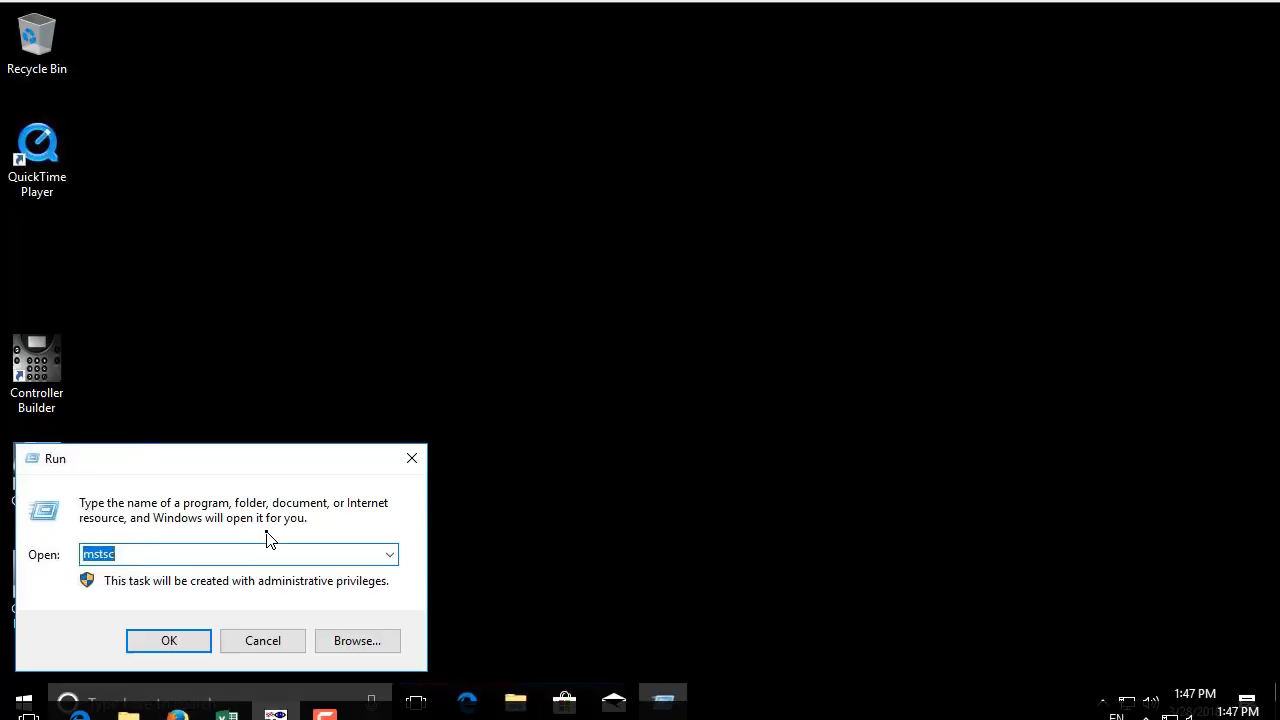 Recycle Bin
QuickTime
Player
Controller
Builder
Run
Type the name of a program, folder, document, or Internet
resource, and Windows will open it for you.
Open:
mstsc
This task will be created with administrative privileges.
OK
Cancel
Browse...
1:47 PM
1:47 PM